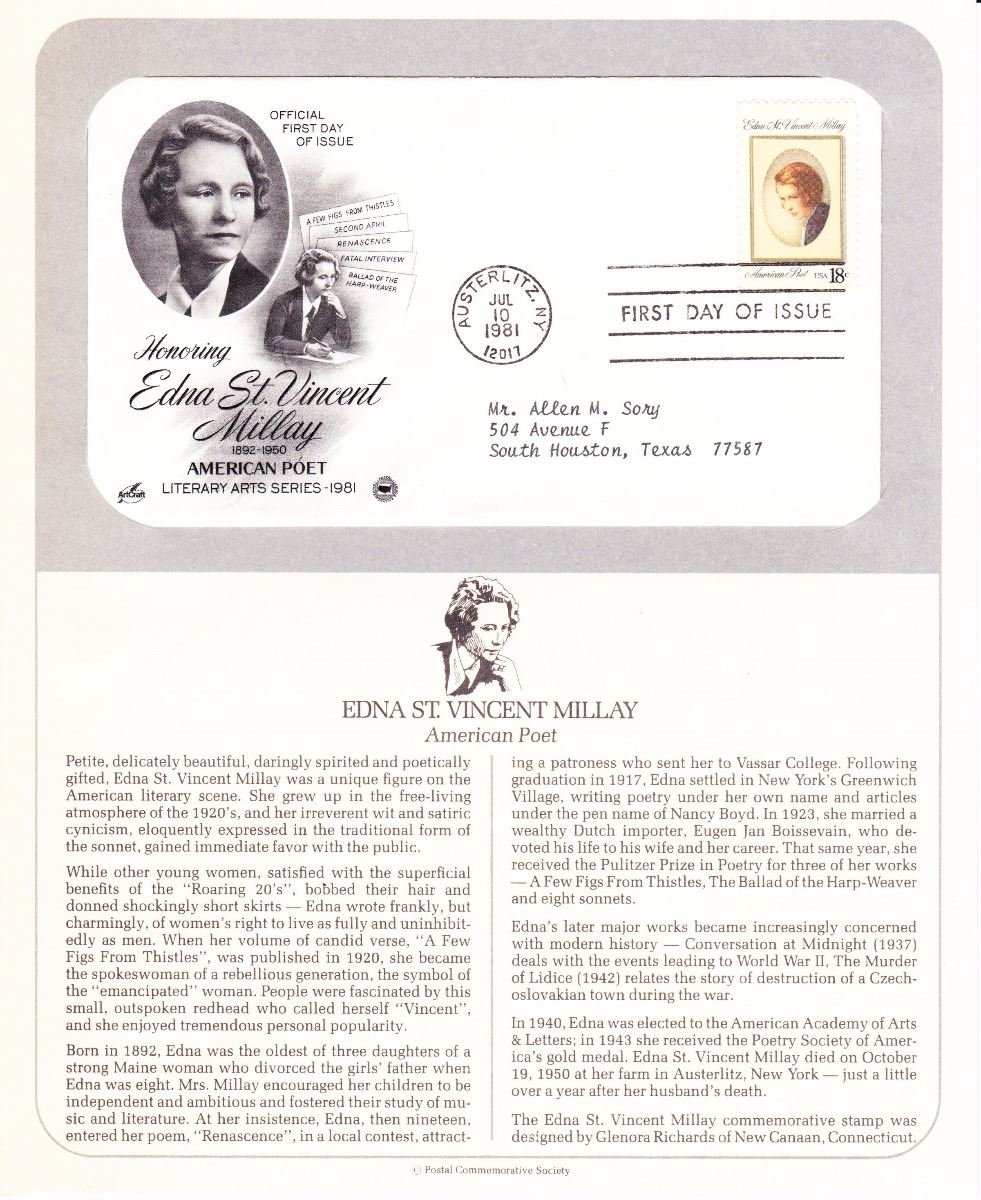 OFFICIAL
FIRST DAY
OF ISSUE
A FEW FIGS FROM THISTLES
SECOND APRIL
RENASCENCE
FATAL INTERVIEW
BALLAD OF THE
HARP-WEAVER
Honoring
Edna St. Vincent
Millay
1892-1950
AMERICAN POET
LITERARY ARTS SERIES-1981
ArtCraft
Edna St. Vincent Millay
American Poet USA 18c
AUSTERLITZ, NY
JUL
10
1981
12017
FIRST DAY OF ISSUE
Mr. Allen M. Sory
504 Avenue F
South Houston, Texas 77587
EDNA ST. VINCENT MILLAY
American Poet
Petite, delicately beautiful, daringly spirited and poetically
gifted, Edna St. Vincent Millay was a unique figure on the
American literary scene. She grew up in the free-living
atmosphere of the 1920's, and her irreverent wit and satiric
cynicism, eloquently expressed in the traditional form of
the sonnet, gained immediate favor with the public.
While other young women, satisfied with the superficial
benefits of the "Roaring 20's", bobbed their hair and
donned shockingly short skirts — Edna wrote frankly, but
charmingly, of women's right to live as fully and uninhibit-
edly as men. When her volume of candid verse, "A Few
Figs From Thistles", was published in 1920, she became
the spokeswoman of a rebellious generation, the symbol of
the "emancipated" woman. People were fascinated by this
small, outspoken redhead who called herself "Vincent",
and she enjoyed tremendous personal popularity.
Born in 1892, Edna was the oldest of three daughters of a
strong Maine woman who divorced the girls' father when
Edna was eight. Mrs. Millay encouraged her children to be
independent and ambitious and fostered their study of mu-
sic and literature. At her insistence, Edna, then nineteen,
entered her poem, "Renascence", in a local contest, attract-
ing a patroness who sent her to Vassar College. Following
graduation in 1917, Edna settled in New York's Greenwich
Village, writing poetry under her own name and articles
under the pen name of Nancy Boyd. In 1923, she married a
wealthy Dutch importer, Eugen Jan Boissevain, who de-
voted his life to his wife and her career. That same year, she
received the Pulitzer Prize in Poetry for three of her works
— A Few Figs From Thistles, The Ballad of the Harp-Weaver
and eight sonnets.
Edna's later major works became increasingly concerned
with modern history — Conversation at Midnight (1937)
deals with the events leading to World War II, The Murder
of Lidice (1942) relates the story of destruction of a Czech-
oslovakian town during the war.
In 1940, Edna was elected to the American Academy of Arts
& Letters; in 1943 she received the Poetry Society of Amer-
ica's gold medal. Edna St. Vincent Millay died on October
19, 1950 at her farm in Austerlitz, New York — just a little
over a year after her husband's death.
The Edna St. Vincent Millay commemorative stamp was
designed by Glenora Richards of New Canaan, Connecticut.
© Postal Commemorative Society